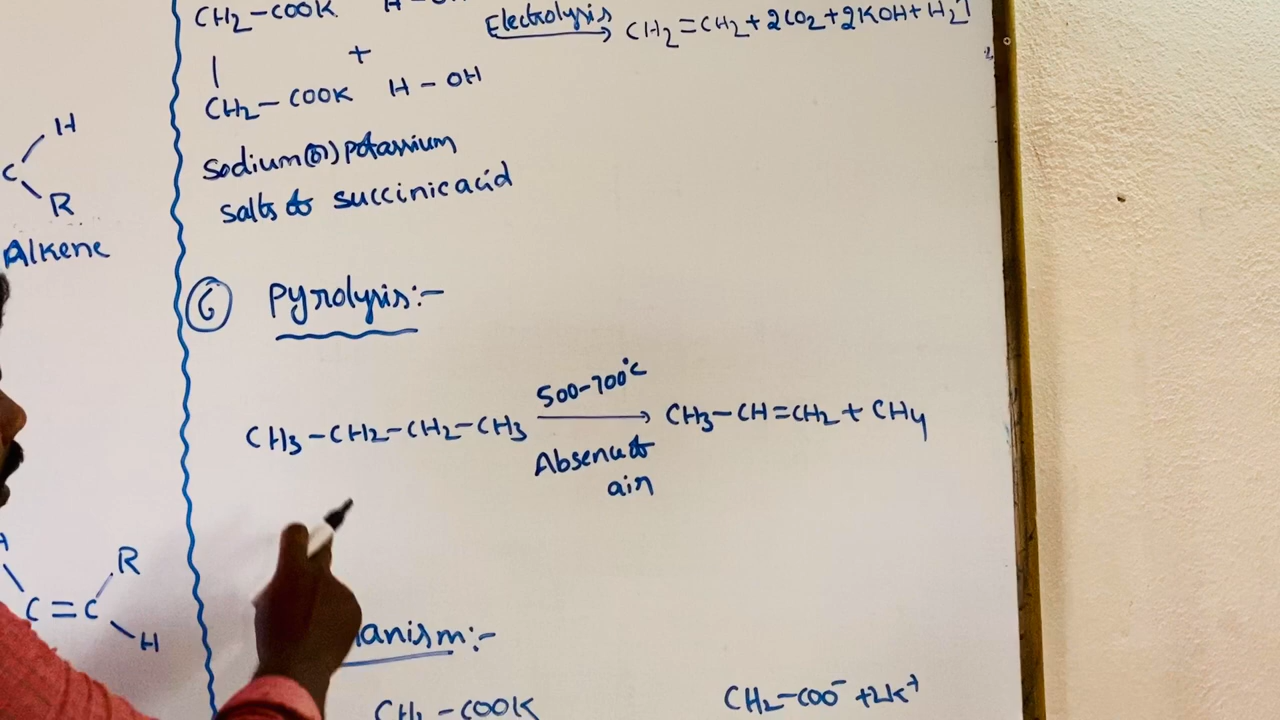 H
C
R
Alkene
R
C=C
H
CH2-COOK
Electrolysis
CH2=CH2+2CO2+2KOH+H2↑
+
CH2-COOK H-OH
Sodium(or)potassium
salts of succinic acid
6 Pyrolysis:-
500-700°C
CH3-CH2-CH2-CH3 → CH3-CH=CH2+CH4
Absence of
air
anism:-
CH2-COOK CH2-COO⁻+2K⁺